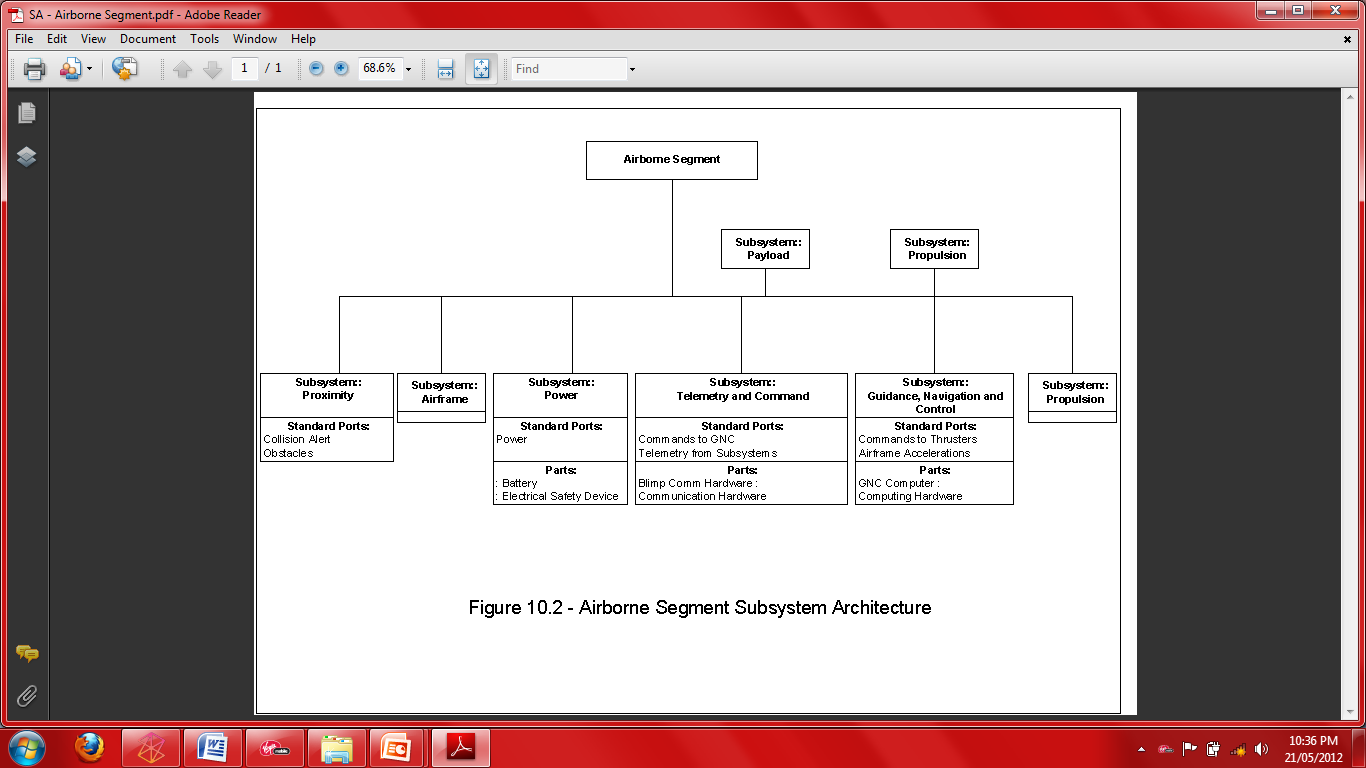 SA - Airborne Segment.pdf - Adobe Reader
File Edit View Document Tools Window Help
1 / 1 68.6% Find
Airborne Segment
Subsystem::
Payload
Subsystem::
Propulsion
Subsystem::
Proximity
Standard Ports:
Collision Alert
Obstacles
Subsystem::
Airframe
Subsystem::
Power
Standard Ports:
Power
Parts:
: Battery
: Electrical Safety Device
Subsystem::
Telemetry and Command
Standard Ports:
Commands to GNC
Telemetry from Subsystems
Parts:
Blimp Comm Hardware :
Communication Hardware
Subsystem::
Guidance, Navigation and
Control
Standard Ports:
Commands to Thrusters
Airframe Accelerations
Parts:
GNC Computer :
Computing Hardware
Subsystem::
Propulsion
Figure 10.2 - Airborne Segment Subsystem Architecture
10:36 PM
21/05/2012